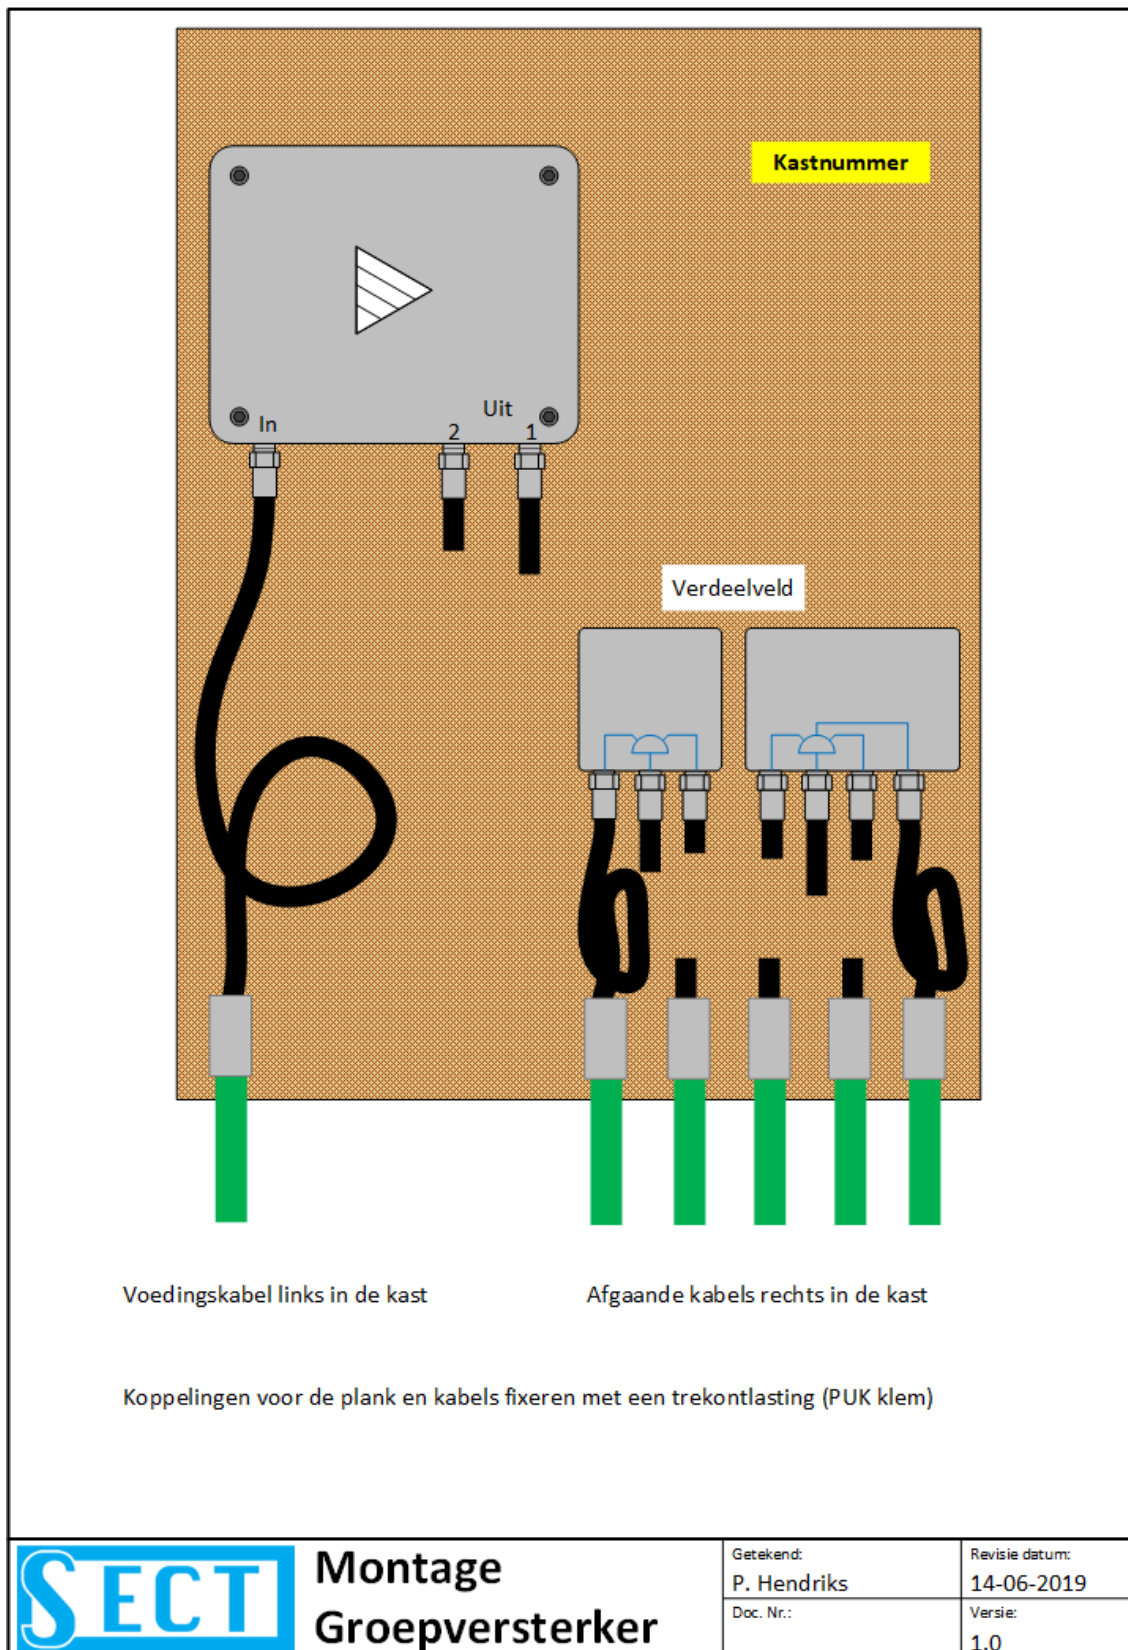 Kastnummer
In
Uit
2
1
Verdeelveld
Voedingskabel links in de kast
Afgaande kabels rechts in de kast
Koppelingen voor de plank en kabels fixeren met een trekontlasting (PUK klem)
SECT
Montage
Groepversterker
Getekend:
P. Hendriks
Revisie datum:
14-06-2019
Doc. Nr.:
Versie:
1.0